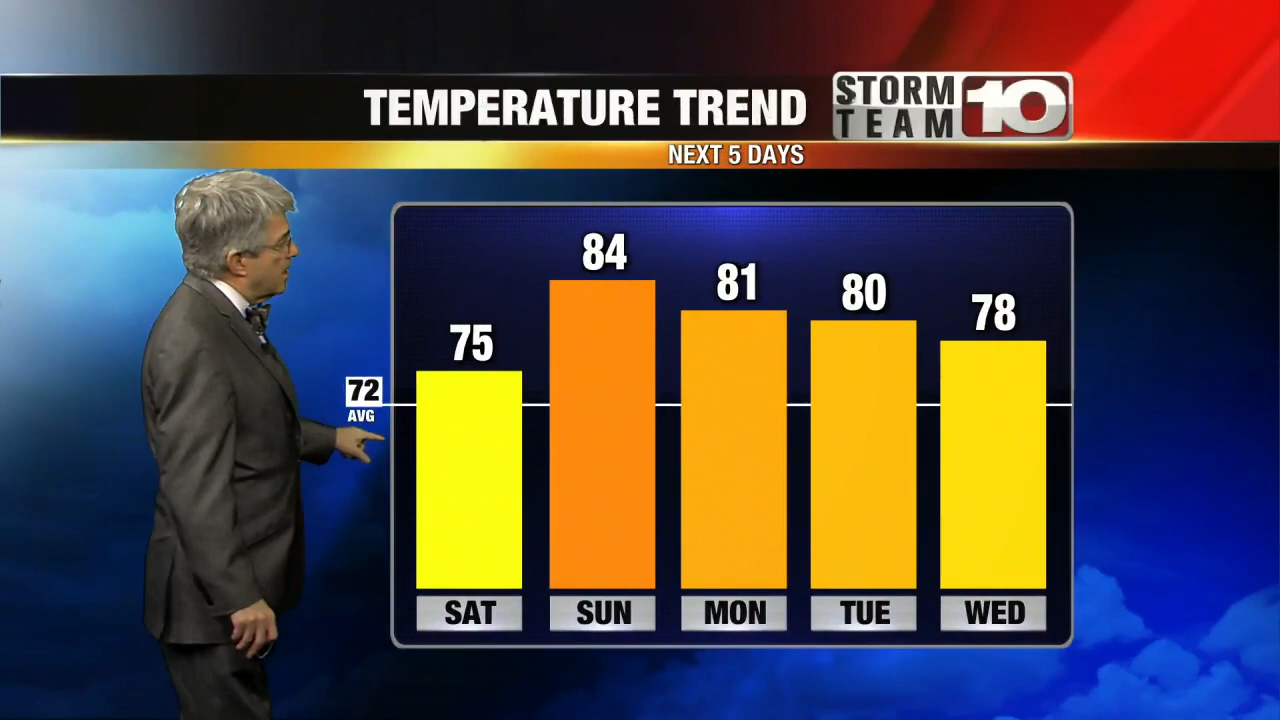 TEMPERATURE TREND
STORM TEAM 10
NEXT 5 DAYS
84
81
80
78
75
72
AVG
SAT SUN MON TUE WED